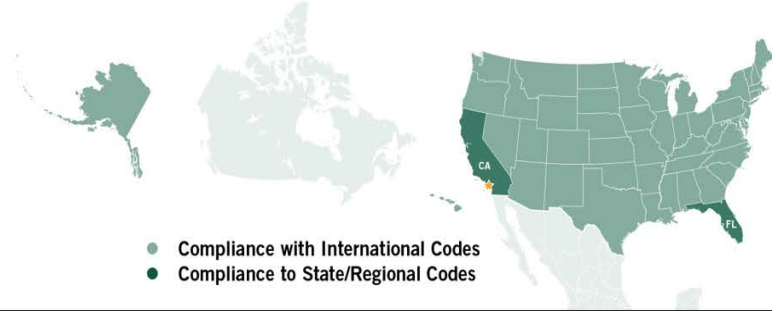 CA
FL
Compliance with International Codes
Compliance to State/Regional Codes